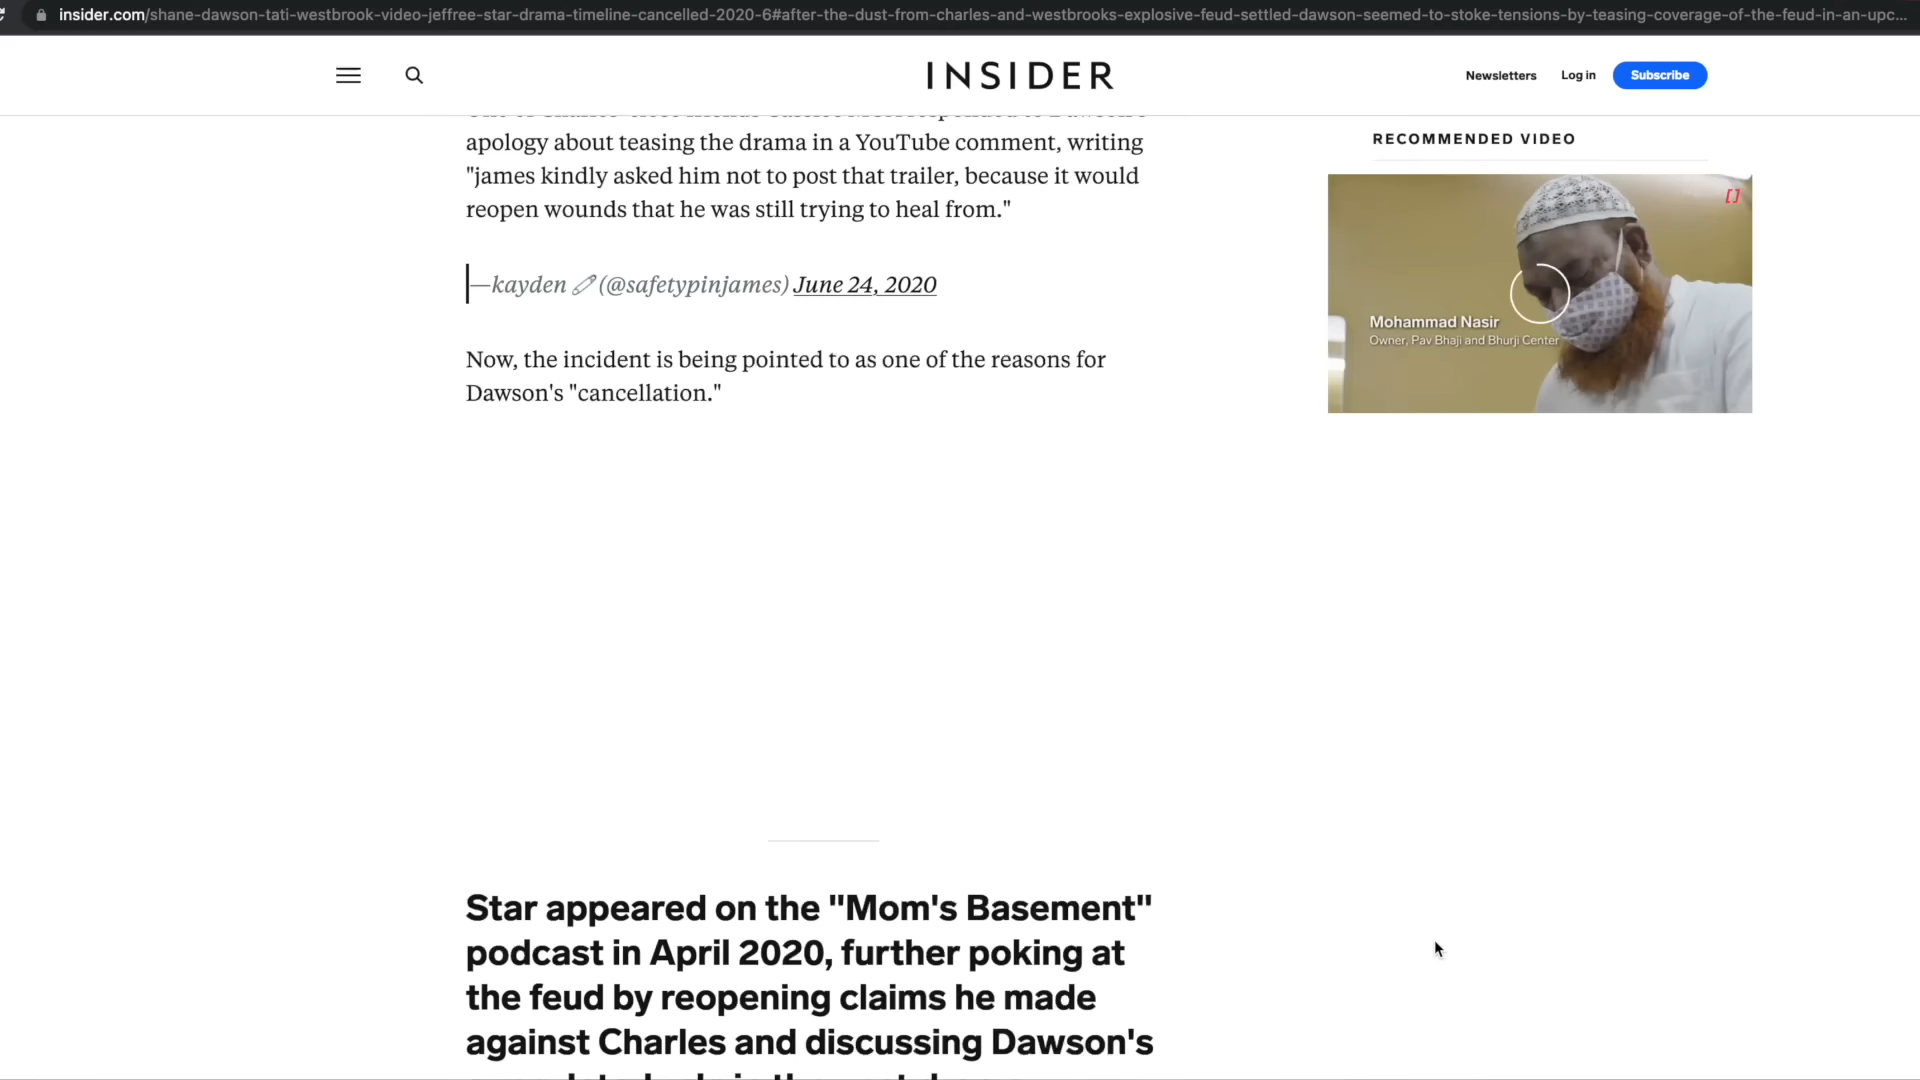 insider.com/shane-dawson-tati-westbrook-video-jeffree-star-drama-timeline-cancelled-2020-6#after-the-dust-from-charles-and-westbrooks-explosive-feud-settled-dawson-seemed-to-stoke-tensions-by-teasing-coverage-of-the-feud-in-an-upc...
INSIDER
Newsletters
Log in
Subscribe
apology about teasing the drama in a YouTube comment, writing
"james kindly asked him not to post that trailer, because it would
reopen wounds that he was still trying to heal from."
—kayden 🖍 (@safetypinjames) June 24, 2020
Now, the incident is being pointed to as one of the reasons for
Dawson's "cancellation."
Star appeared on the "Mom's Basement"
podcast in April 2020, further poking at
the feud by reopening claims he made
against Charles and discussing Dawson's
RECOMMENDED VIDEO
[]
Mohammad Nasir
Owner, Pav Bhaji and Bhurji Center